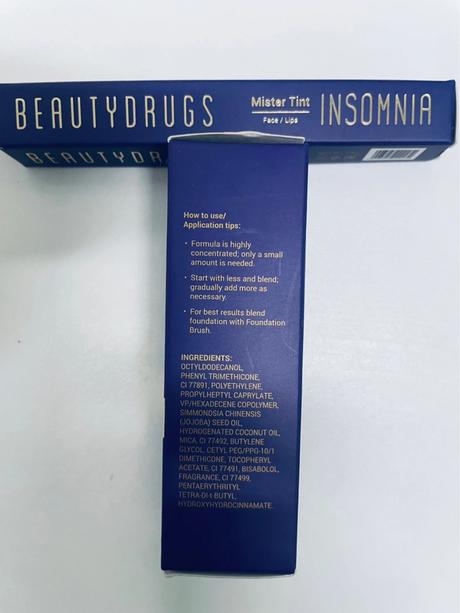 BEAUTYDRUGS Mister Tint INSOMNIA
Face / Lips
BEAUTYDRA
How to use/
Application tips:
• Formula is highly
concentrated; only a small
amount is needed.
• Start with less and blend;
gradually add more as
necessary.
• For best results blend
foundation with Foundation
Brush.
INGREDIENTS:
OCTYLDODECANOL,
PHENYL TRIMETHICONE,
CI 77891, POLYETHYLENE,
PROPYLHEPTYL CAPRYLATE,
VP/HEXADECENE COPOLYMER,
SIMMONDSIA CHINENSIS
(JOJOBA) SEED OIL,
HYDROGENATED COCONUT OIL,
MICA, CI 77492, BUTYLENE
GLYCOL, CETYL PEG/PPG-10/1
DIMETHICONE, TOCOPHERYL
ACETATE, CI 77491, BISABOLOL,
FRAGRANCE, CI 77499,
PENTAERYTHRITYL
TETRA-DI-t-BUTYL,
HYDROXYHYDROCINNAMATE.